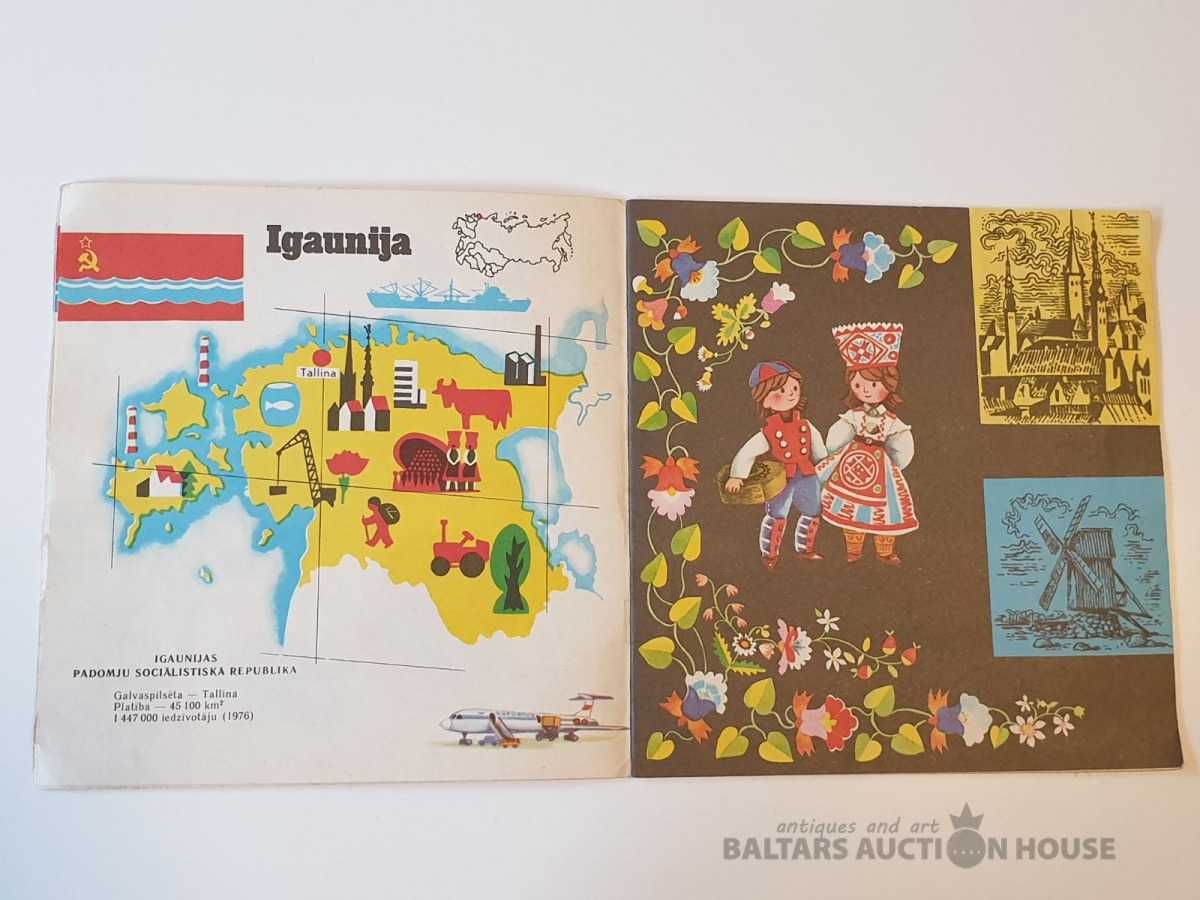 Igaunija
Tallina
IGAUNIJAS
PADOMJU SOCIĀLISTISKĀ REPUBLIKA
Galvaspilsēta — Tallina
Platība — 45 100 km²
1 447 000 iedzīvotāju (1976)
antiques and art
BALTARS AUCTION HOUSE